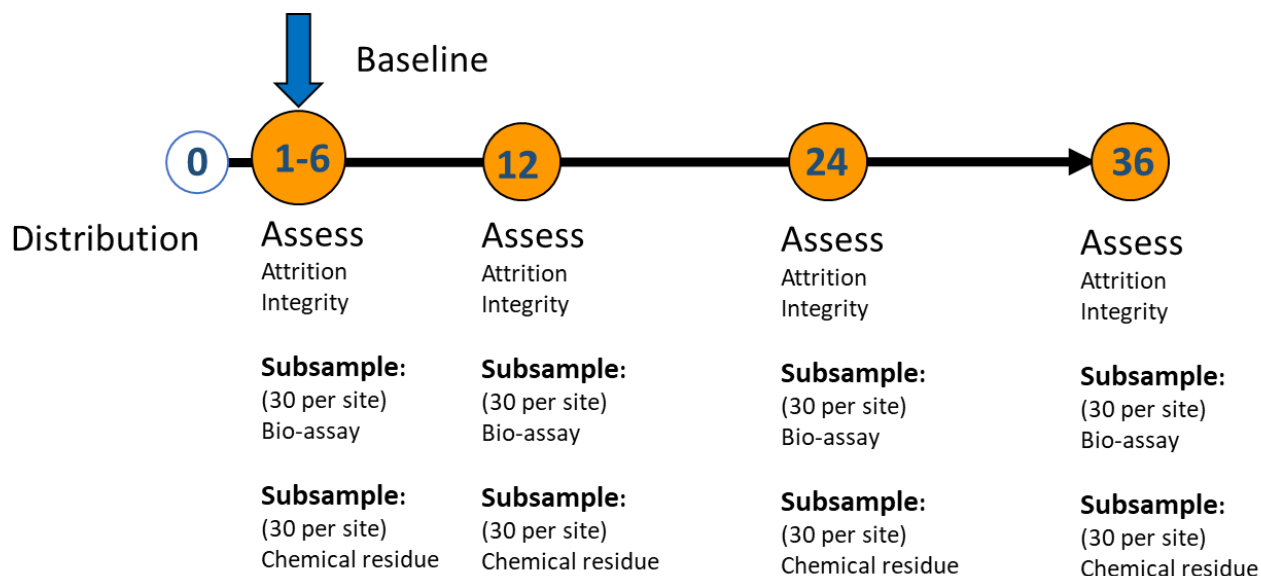 Baseline
0
1-6
12
24
36
Distribution
Assess
Attrition
Integrity
Subsample:
(30 per site)
Bio-assay
Subsample:
(30 per site)
Chemical residue
Assess
Attrition
Integrity
Subsample:
(30 per site)
Bio-assay
Subsample:
(30 per site)
Chemical residue
Assess
Attrition
Integrity
Subsample:
(30 per site)
Bio-assay
Subsample:
(30 per site)
Chemical residue
Assess
Attrition
Integrity
Subsample:
(30 per site)
Bio-assay
Subsample:
(30 per site)
Chemical residue